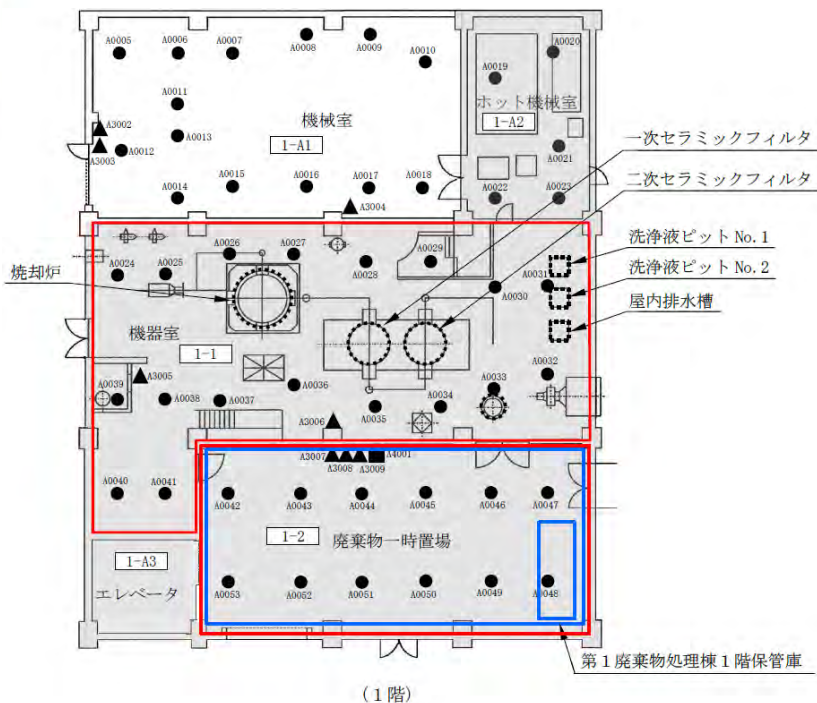 A0005
A0006
A0007
A0008
A0009
A0010
A0019
A0020
A0011
ホット機械室
A3002
機械室
1-A2
A0013
一次セラミックフィルタ
A3003
A0012
1-A1
A0021
二次セラミックフィルタ
A0014
A0015
A0016
A0017
A0018
A0022
A0023
A3004
洗浄液ピット No.1
A0024
A0025
A0026
A0027
A0028
A0029
A0030
A0031
洗浄液ピット No.2
焼却炉
屋内排水槽
機器室
1-1
A3005
A0032
A0033
A0039
A0038
A0037
A0036
A0035
A0034
A3006
A3007
A3008
A3009
A4001
A0040
A0041
A0042
A0043
A0044
A0045
A0046
A0047
1-2
廃棄物一時置場
1-A3
エレベータ
A0053
A0052
A0051
A0050
A0049
A0048
第1廃棄物処理棟1階保管庫
(1階)